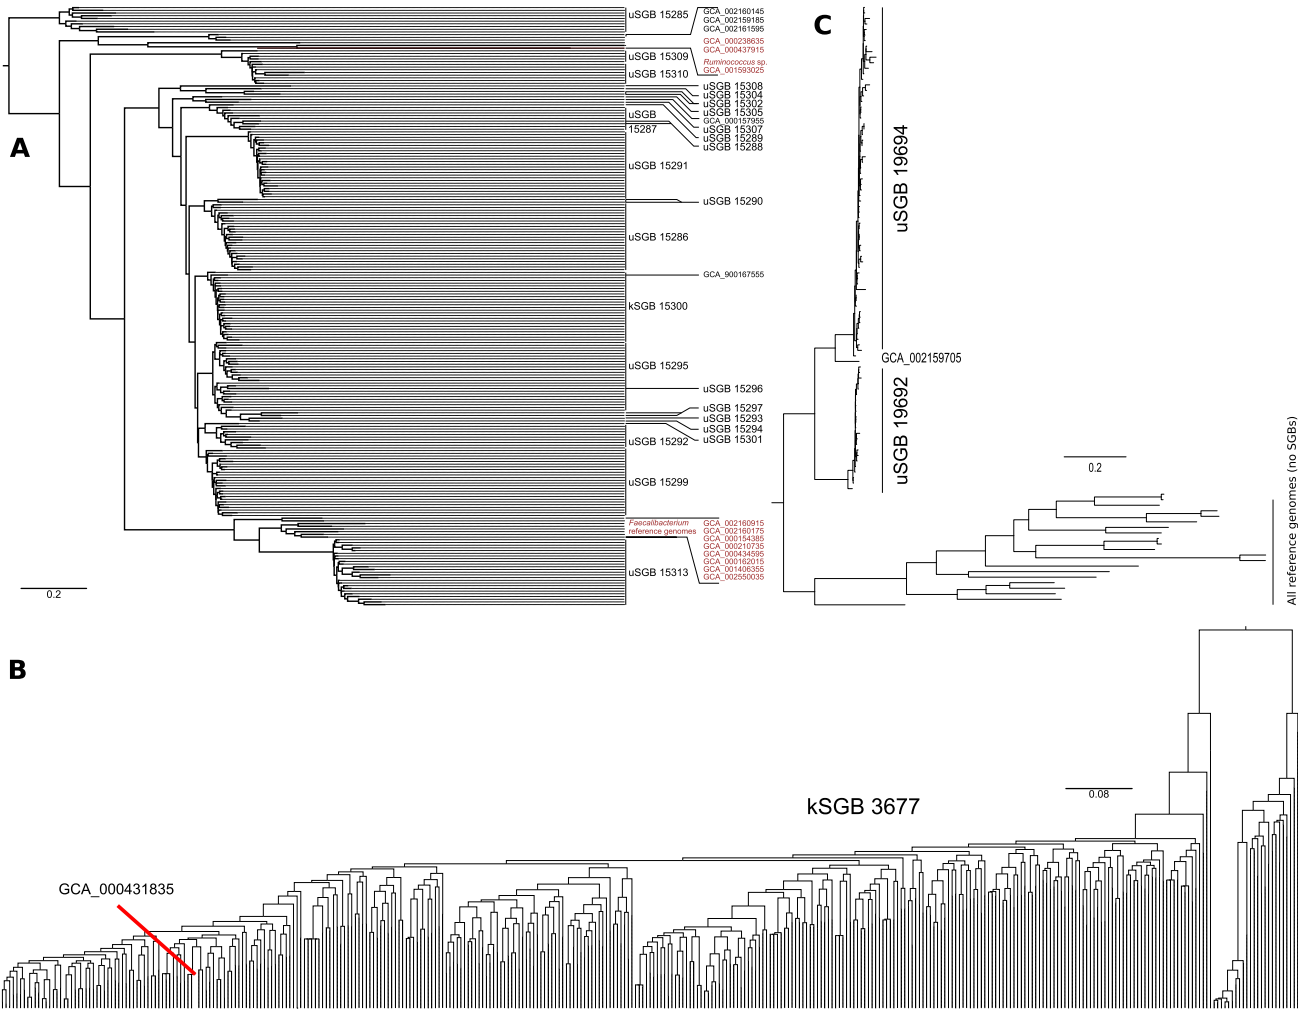 A
uSGB 15285
GCA_002160145
GCA_002159185
GCA_002161595
GCA_000238635
GCA_000437915
Ruminococcus sp.
GCA_001593025
uSGB 15309
uSGB 15310
uSGB 15308
uSGB 15304
uSGB 15302
uSGB 15305
GCA_000157955
uSGB 15307
uSGB 15289
uSGB 15288
uSGB
15287
uSGB 15291
uSGB 15290
uSGB 15286
GCA_900167555
kSGB 15300
uSGB 15295
uSGB 15296
uSGB 15297
uSGB 15293
uSGB 15294
uSGB 15301
uSGB 15292
uSGB 15299
Faecalibacterium
reference genomes
GCA_002160915
GCA_002160175
GCA_000154385
GCA_000210735
GCA_000434595
GCA_000162015
GCA_001406355
GCA_002550035
uSGB 15313
0.2
C
uSGB 19694
GCA_002159705
uSGB 19692
0.2
All reference genomes (no SGBs)
B
kSGB 3677
0.08
GCA_000431835